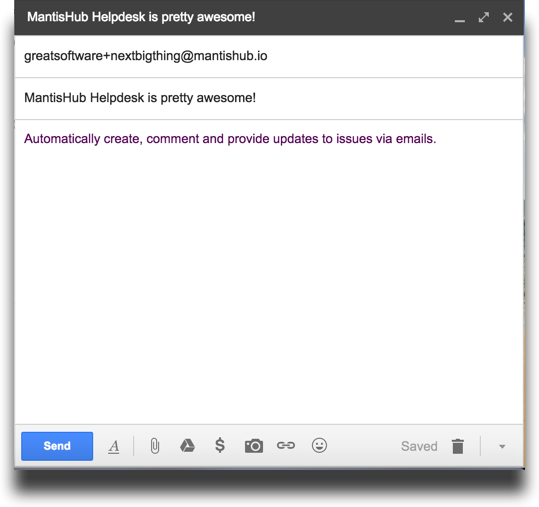 MantisHub Helpdesk is pretty awesome!
greatsoftware+nextbigthing@mantishub.io
MantisHub Helpdesk is pretty awesome!
Automatically create, comment and provide updates to issues via emails.
Send A $ Saved